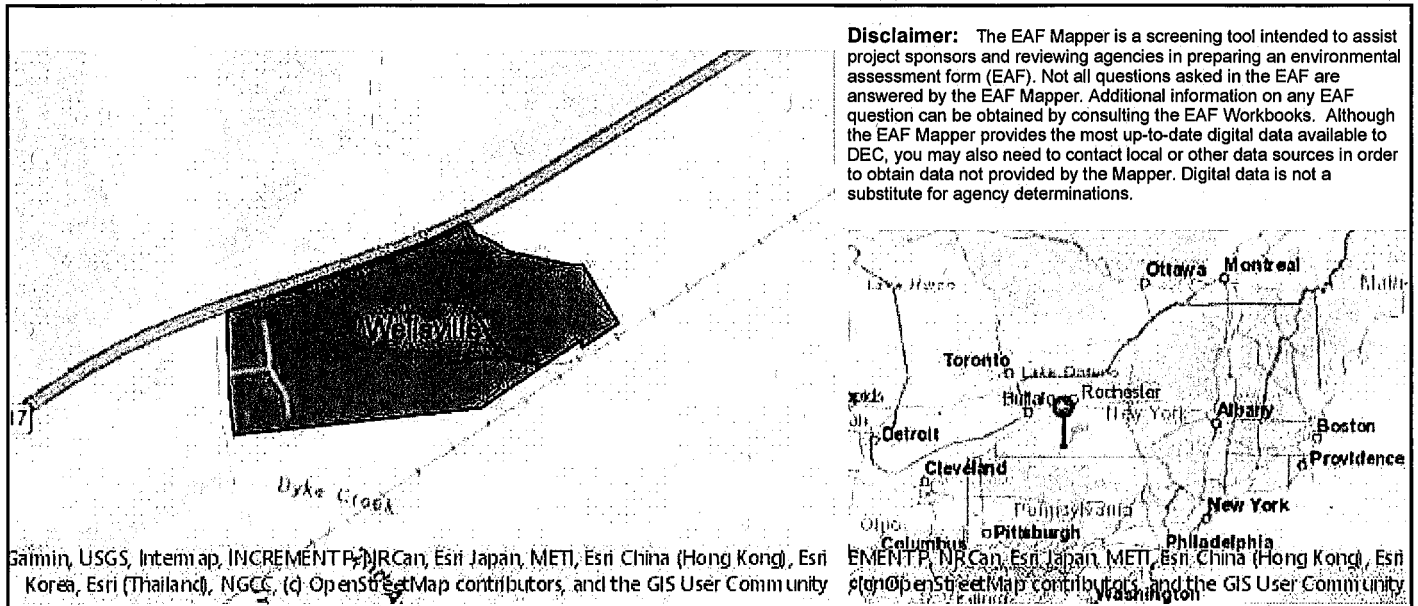 Disclaimer: The EAF Mapper is a screening tool intended to assist
project sponsors and reviewing agencies in preparing an environmental
assessment form (EAF). Not all questions asked in the EAF are
answered by the EAF Mapper. Additional information on any EAF
question can be obtained by consulting the EAF Workbooks. Although
the EAF Mapper provides the most up-to-date digital data available to
DEC, you may also need to contact local or other data sources in order
to obtain data not provided by the Mapper. Digital data is not a
substitute for agency determinations.
Wellsville
17
Dyke Creek
Garmin, USGS, Intermap, INCREMENT P, NRCan, Esri Japan, METI, Esri China (Hong Kong), Esri
Korea, Esri (Thailand), NGCC, (c) OpenStreetMap contributors, and the GIS User Community
Ottawa
Montreal
Toronto
Buffalo
Rochester
New York
Albany
Boston
Detroit
Providence
Cleveland
New York
Pennsylvania
Ohio
Pittsburgh
Columbus
Philadelphia
EMENT P, NRCan, Esri Japan, METI, Esri China (Hong Kong), Esri
(c) OpenStreetMap contributors, and the GIS User Community
Washington